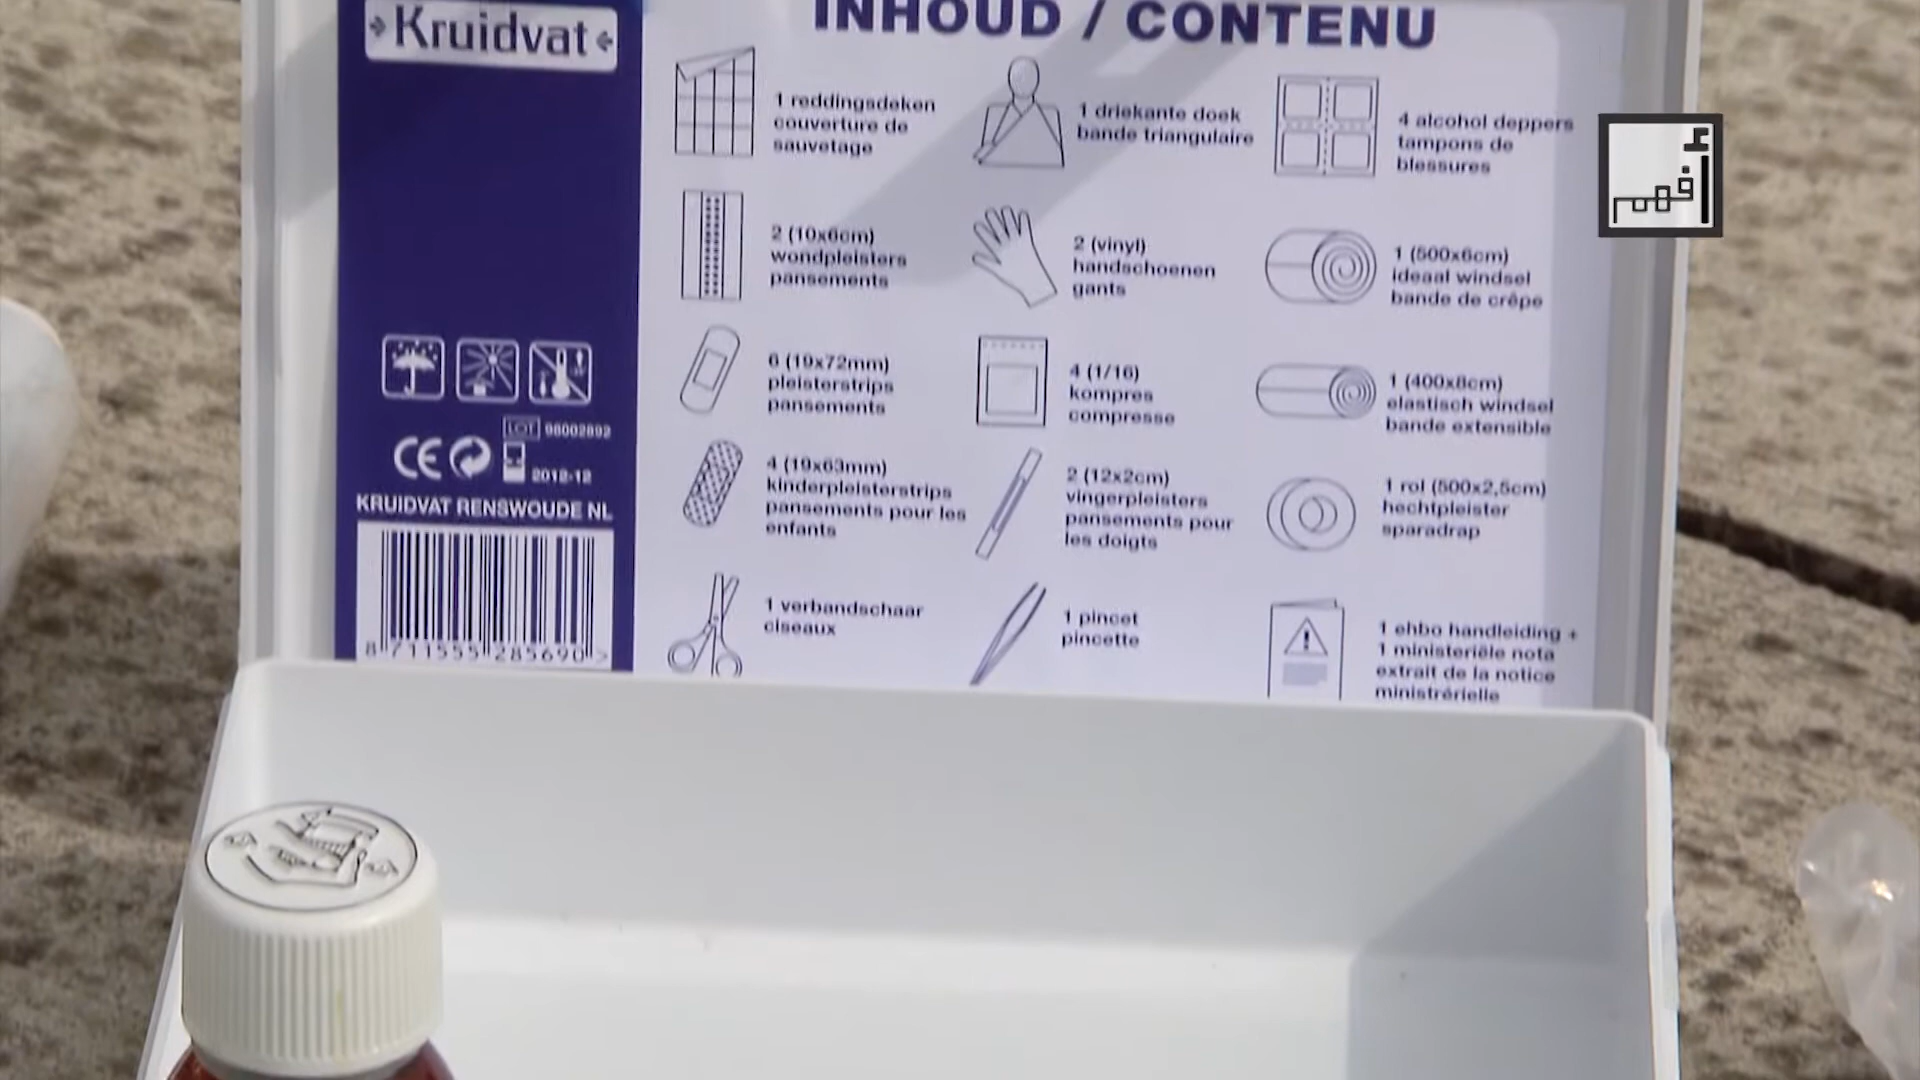 Kruidvat
INHOUD / CONTENU
1 reddingsdeken
couverture de
sauvetage
1 driekante doek
bande triangulaire
4 alcohol deppers
tampons de
blessures
2 (10x6cm)
wondpleisters
pansements
2 (vinyl)
handschoenen
gants
1 (500x6cm)
ideaal windsel
bande de crêpe
6 (19x72mm)
pleisterstrips
pansements
4 (1/16)
kompres
compresse
1 (400x8cm)
elastisch windsel
bande extensible
4 (19x63mm)
kinderpleisterstrips
pansements pour les
enfants
2 (12x2cm)
vingerpleisters
pansements pour
les doigts
1 rol (500x2,5cm)
hechtpleister
sparadrap
1 verbandschaar
ciseaux
1 pincet
pincette
1 ehbo handleiding +
1 ministeriële nota
extrait de la notice
ministrérielle
LOT 98002892
CE
2012-12
KRUIDVAT RENSWOUDE NL
8 711555 285690 >
أفهم